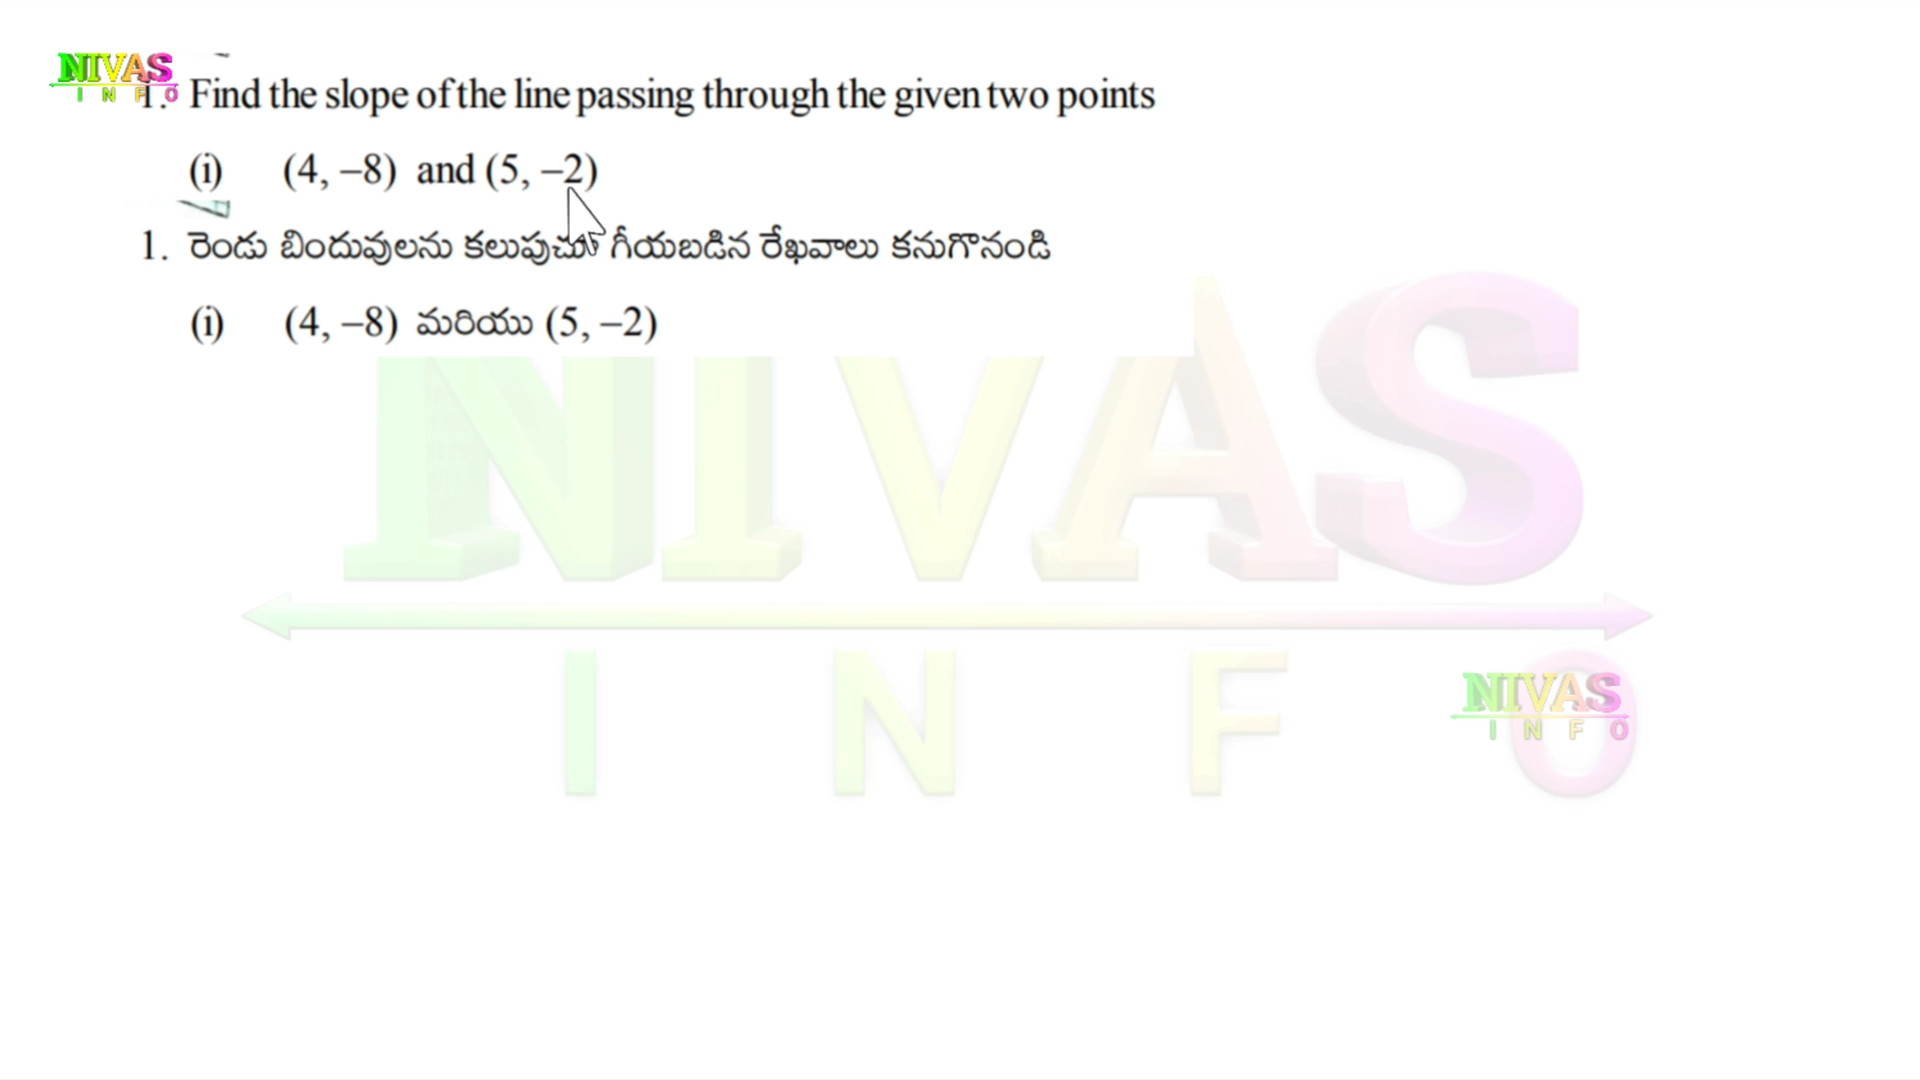 NIVAS
INFO
1. Find the slope of the line passing through the given two points
(i) (4, –8) and (5, –2)
1. రెండు బిందువులను కలుపుచూ గీయబడిన రేఖవాలు కనుగొనండి
(i) (4, –8) మరియు (5, –2)
NIVAS
INFO
NIVAS
INFO